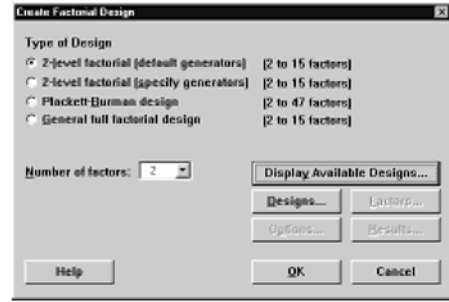 Create Factorial Design
Type of Design
2-level factorial (default generators) (2 to 15 factors)
2-level factorial (specify generators) (2 to 15 factors)
Plackett-Burman design (2 to 47 factors)
General full factorial design (2 to 15 factors)
Number of factors: 2
Display Available Designs...
Designs... Factors...
Options... Results...
Help OK Cancel